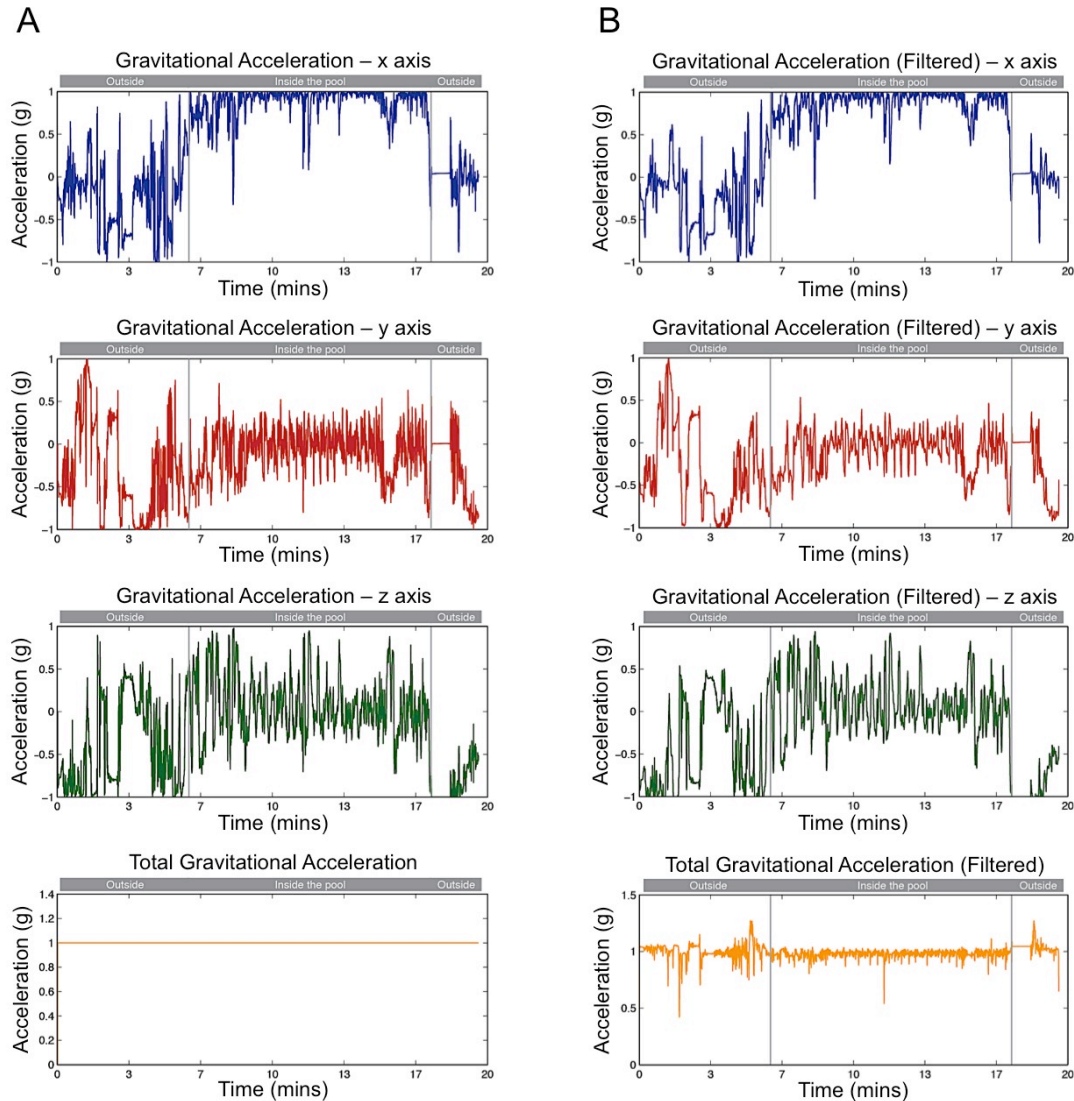 A
Gravitational Acceleration – x axis
Outside Inside the pool Outside
Acceleration (g)
1
0.5
0
−0.5
−1
0 3 7 10 13 17 20
Time (mins)
Gravitational Acceleration – y axis
Outside Inside the pool Outside
Acceleration (g)
1
0.5
0
−0.5
−1
0 3 7 10 13 17 20
Time (mins)
Gravitational Acceleration – z axis
Outside Inside the pool Outside
Acceleration (g)
1
0.5
0
−0.5
−1
0 3 7 10 13 17 20
Time (mins)
Total Gravitational Acceleration
Outside Inside the pool Outside
Acceleration (g)
1.4
1.2
1
0.8
0.6
0.4
0.2
0
0 3 7 10 13 17 20
Time (mins)
B
Gravitational Acceleration (Filtered) – x axis
Outside Inside the pool Outside
Acceleration (g)
1
0.5
0
−0.5
−1
0 3 7 10 13 17 20
Time (mins)
Gravitational Acceleration (Filtered) – y axis
Outside Inside the pool Outside
Acceleration (g)
1
0.5
0
−0.5
−1
0 3 7 10 13 17 20
Time (mins)
Gravitational Acceleration (Filtered) – z axis
Outside Inside the pool Outside
Acceleration (g)
1
0.5
0
−0.5
−1
0 3 7 10 13 17 20
Time (mins)
Total Gravitational Acceleration (Filtered)
Outside Inside the pool Outside
Acceleration (g)
1.5
1
0.5
0
0 3 7 10 13 17 20
Time (mins)